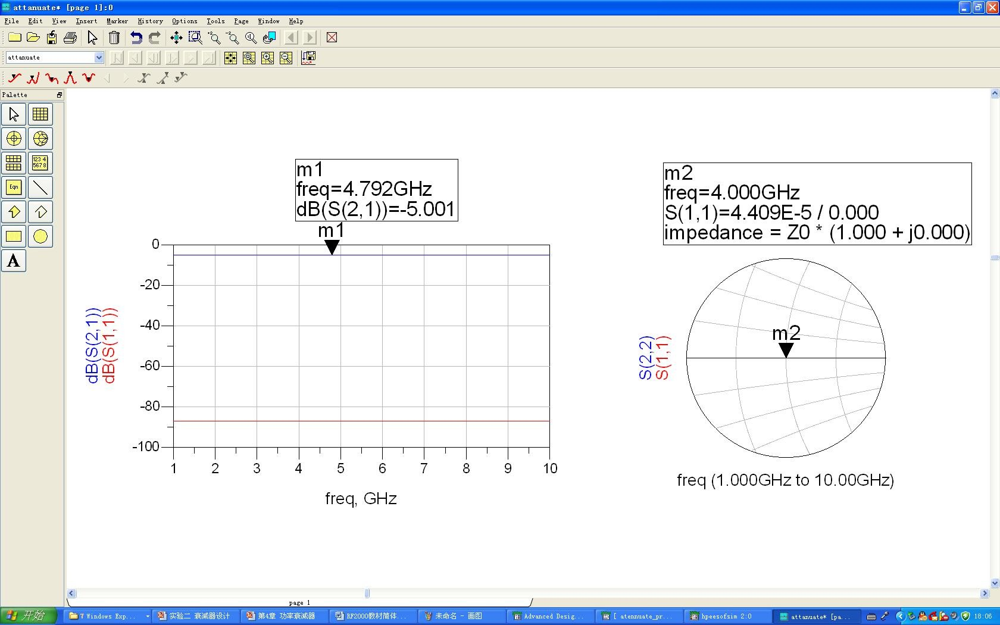 attanuate* [page 1]:0
File Edit View Insert Marker History Options Tools Page Window Help
attanuate
Palette
123 4
567 8
Eqn
A
m1
freq=4.792GHz
dB(S(2,1))=-5.001
m1
0
-20
-40
-60
-80
-100
dB(S(2,1))
dB(S(1,1))
1 2 3 4 5 6 7 8 9 10
freq, GHz
m2
freq=4.000GHz
S(1,1)=4.409E-5 / 0.000
impedance = Z0 * (1.000 + j0.000)
m2
S(2,2)
S(1,1)
freq (1.000GHz to 10.00GHz)
page 1
开始
7 Windows Exp...
实验二 衰减器设计
第4章 功率衰减器
RF2000教材简体...
未命名 - 画图
Advanced Desig...
[ atennuate_pr...
hpeesofsim 2:0
attanuate* [pa...
18:06